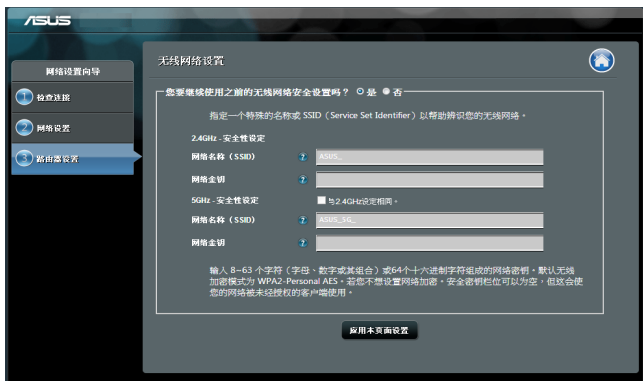 ASUS
网络设置向导
1 检查连接
2 网络设置
3 路由器设置
无线网络设置
您要继续使用之前的无线网络安全设置吗？ 是 否
指定一个特殊的名称或 SSID（Service Set Identifier）以帮助辨识您的无线网络。
2.4GHz - 安全性设定
网络名称（SSID） ? ASUS_
网络金钥 ?
5GHz - 安全性设定 与2.4GHz设定相同。
网络名称（SSID） ? ASUS_5G_
网络金钥 ?
输入 8~63 个字符（字母、数字或其组合）或64个十六进制字符组成的网络密钥。默认无线
加密模式为 WPA2-Personal AES。若您不想设置网络加密，安全密钥栏位可以为空，但这会使
您的网络被未经授权的客户端使用。
应用本页面设置